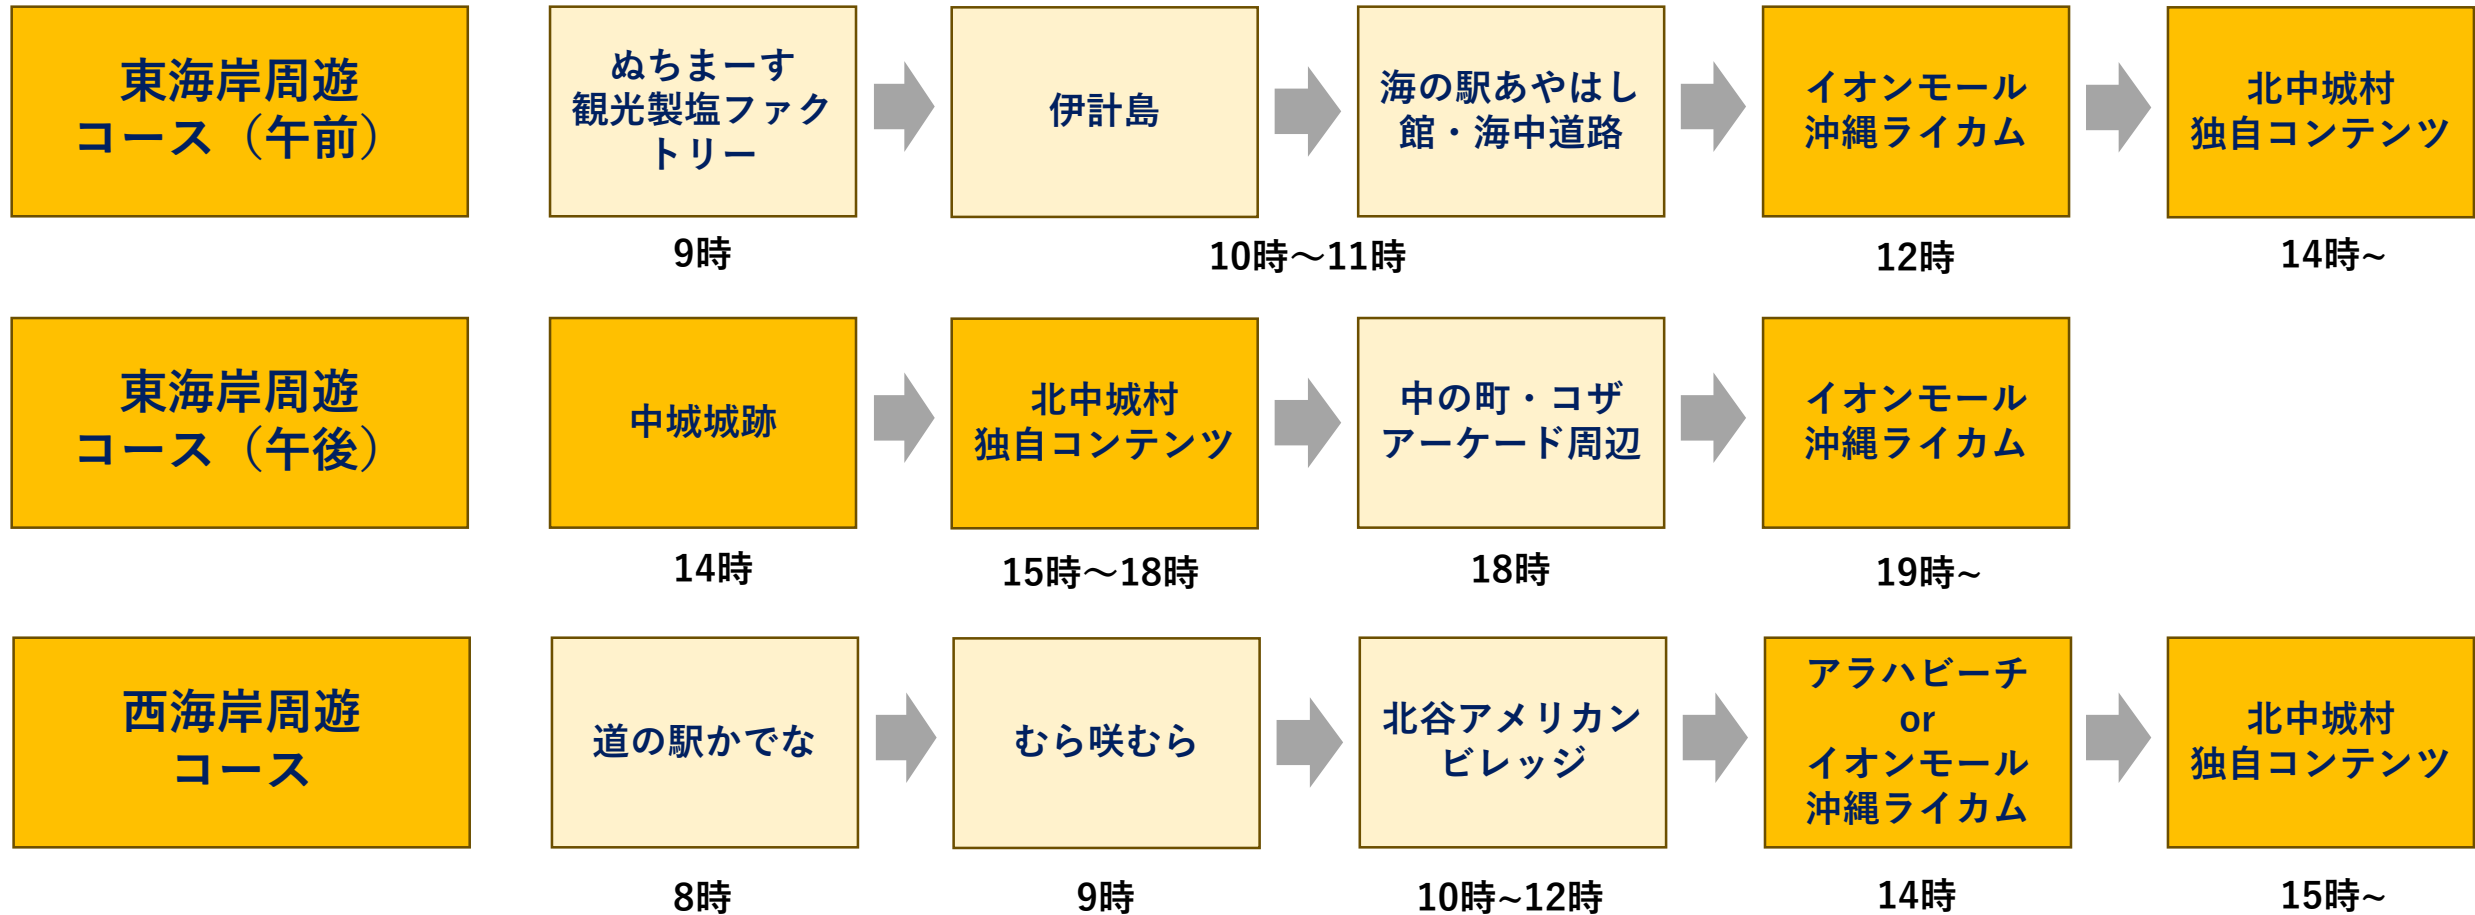 東海岸周遊
コース（午前）
ぬちまーす
観光製塩ファク
トリー
伊計島
海の駅あやはし
館・海中道路
イオンモール
沖縄ライカム
北中城村
独自コンテンツ
9時
10時～11時
12時
14時~
東海岸周遊
コース（午後）
中城城跡
北中城村
独自コンテンツ
中の町・コザ
アーケード周辺
イオンモール
沖縄ライカム
14時
15時～18時
18時
19時~
西海岸周遊
コース
道の駅かでな
むら咲むら
北谷アメリカン
ビレッジ
アラハビーチ
or
イオンモール
沖縄ライカム
北中城村
独自コンテンツ
8時
9時
10時~12時
14時
15時~